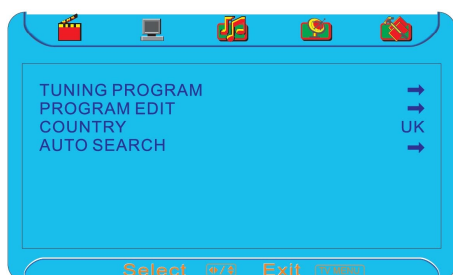 TUNING PROGRAM
PROGRAM EDIT
COUNTRY UK
AUTO SEARCH
Select Exit